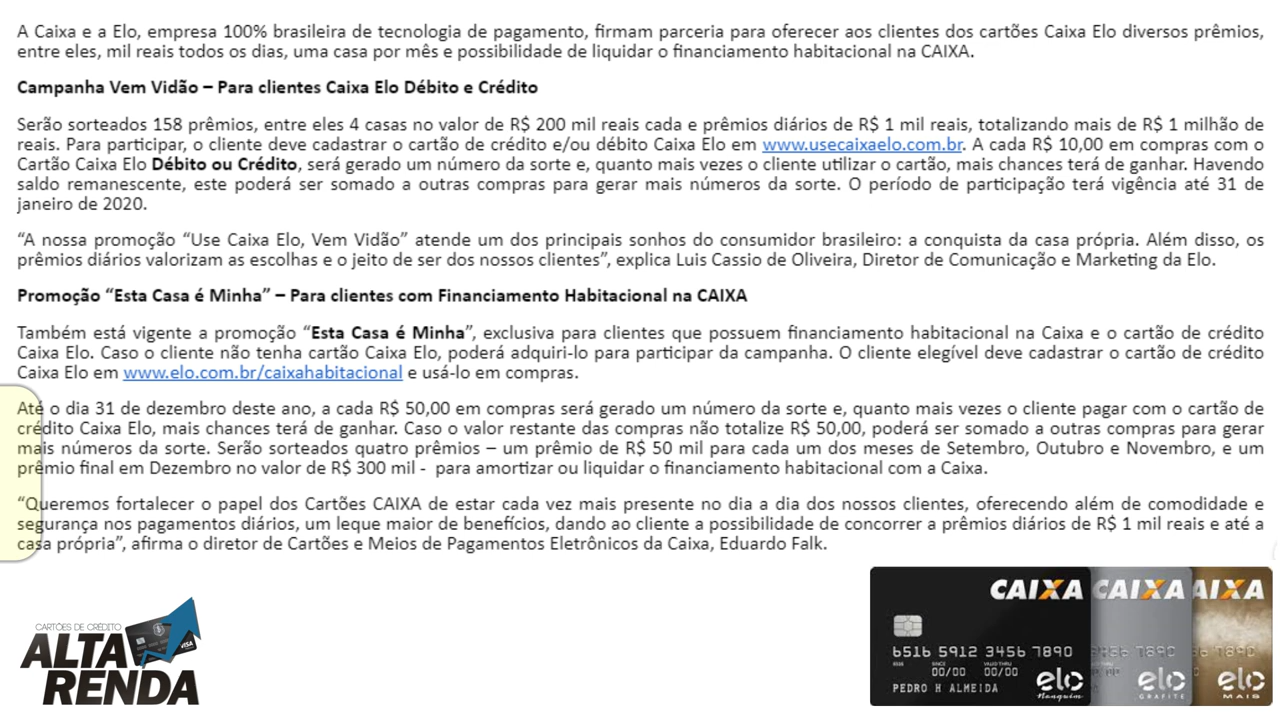 A Caixa e a Elo, empresa 100% brasileira de tecnologia de pagamento, firmam parceria para oferecer aos clientes dos cartões Caixa Elo diversos prêmios,
entre eles, mil reais todos os dias, uma casa por mês e possibilidade de liquidar o financiamento habitacional na CAIXA.
Campanha Vem Vidão – Para clientes Caixa Elo Débito e Crédito
Serão sorteados 158 prêmios, entre eles 4 casas no valor de R$ 200 mil reais cada e prêmios diários de R$ 1 mil reais, totalizando mais de R$ 1 milhão de
reais. Para participar, o cliente deve cadastrar o cartão de crédito e/ou débito Caixa Elo em www.usecaixaelo.com.br. A cada R$ 10,00 em compras com o
Cartão Caixa Elo Débito ou Crédito, será gerado um número da sorte e, quanto mais vezes o cliente utilizar o cartão, mais chances terá de ganhar. Havendo
saldo remanescente, este poderá ser somado a outras compras para gerar mais números da sorte. O período de participação terá vigência até 31 de
janeiro de 2020.
“A nossa promoção “Use Caixa Elo, Vem Vidão” atende um dos principais sonhos do consumidor brasileiro: a conquista da casa própria. Além disso, os
prêmios diários valorizam as escolhas e o jeito de ser dos nossos clientes”, explica Luis Cassio de Oliveira, Diretor de Comunicação e Marketing da Elo.
Promoção “Esta Casa é Minha” – Para clientes com Financiamento Habitacional na CAIXA
Também está vigente a promoção “Esta Casa é Minha”, exclusiva para clientes que possuem financiamento habitacional na Caixa e o cartão de crédito
Caixa Elo. Caso o cliente não tenha cartão Caixa Elo, poderá adquiri-lo para participar da campanha. O cliente elegível deve cadastrar o cartão de crédito
Caixa Elo em www.elo.com.br/caixahabitacional e usá-lo em compras.
Até o dia 31 de dezembro deste ano, a cada R$ 50,00 em compras será gerado um número da sorte e, quanto mais vezes o cliente pagar com o cartão de
crédito Caixa Elo, mais chances terá de ganhar. Caso o valor restante das compras não totalize R$ 50,00, poderá ser somado a outras compras para gerar
mais números da sorte. Serão sorteados quatro prêmios – um prêmio de R$ 50 mil para cada um dos meses de Setembro, Outubro e Novembro, e um
prêmio final em Dezembro no valor de R$ 300 mil - para amortizar ou liquidar o financiamento habitacional com a Caixa.
“Queremos fortalecer o papel dos Cartões CAIXA de estar cada vez mais presente no dia a dia dos nossos clientes, oferecendo além de comodidade e
segurança nos pagamentos diários, um leque maior de benefícios, dando ao cliente a possibilidade de concorrer a prêmios diários de R$ 1 mil reais e até a
casa própria”, afirma o diretor de Cartões e Meios de Pagamentos Eletrônicos da Caixa, Eduardo Falk.
CARTÕES DE CRÉDITO
ALTA
RENDA
VISA
CAIXA CAIXA AIXA
6516 5912 3456 7890
6516
SINCE 00/00 VALID THRU 00/00
PEDRO H ALMEIDA
elo Nanquim
elo GRAFITE
elo MAIS